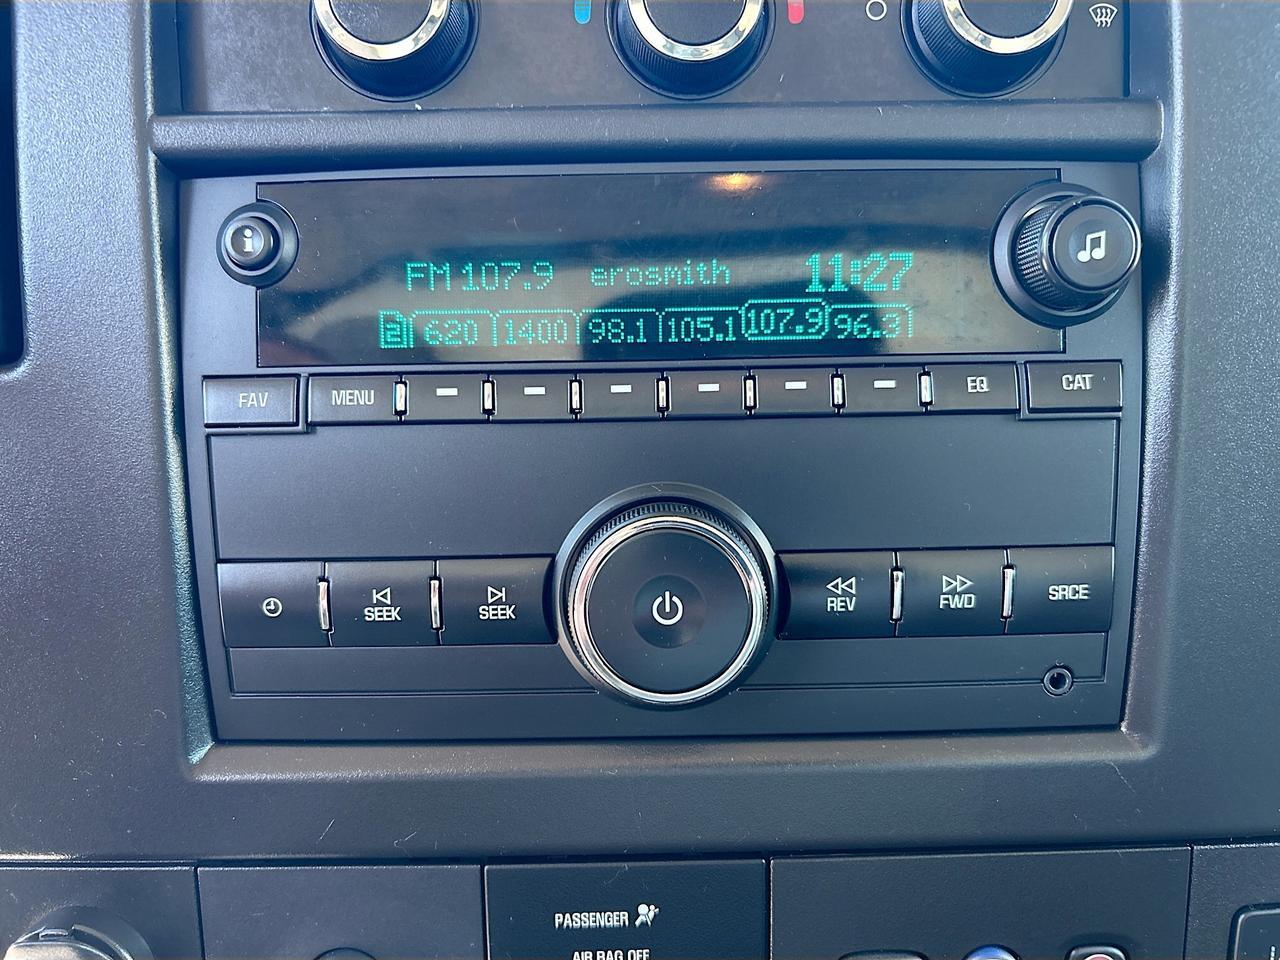 i
FM 107.9 erosmith 11:27
2 620 1400 98.1 105.1 107.9 96.3
FAV MENU EQ CAT
SEEK SEEK REV FWD SRCE
PASSENGER
AIR BAG OFF